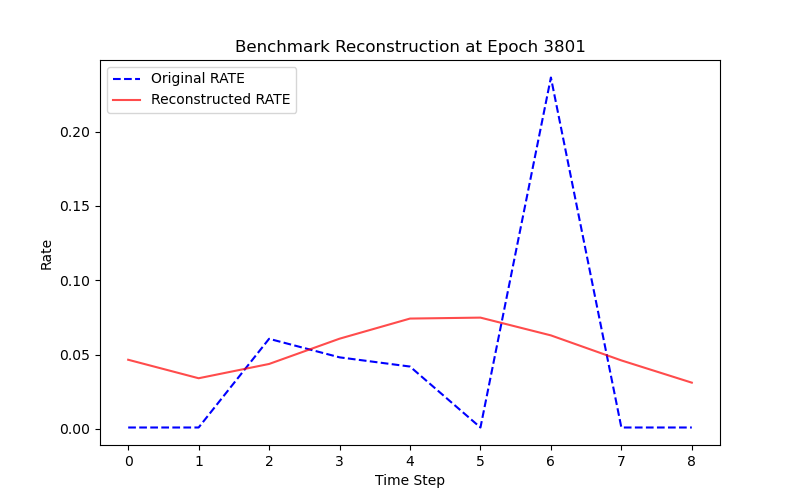 Benchmark Reconstruction at Epoch 3801
Original RATE
Reconstructed RATE
0.20
0.15
0.10
0.05
0.00
Rate
0 1 2 3 4 5 6 7 8
Time Step